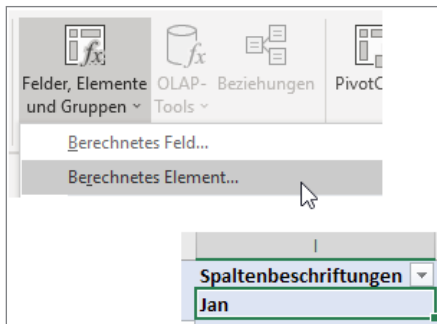 Felder, Elemente und Gruppen
OLAP-Tools
Beziehungen
PivotC
Berechnetes Feld...
Berechnetes Element...
I
Spaltenbeschriftungen
Jan